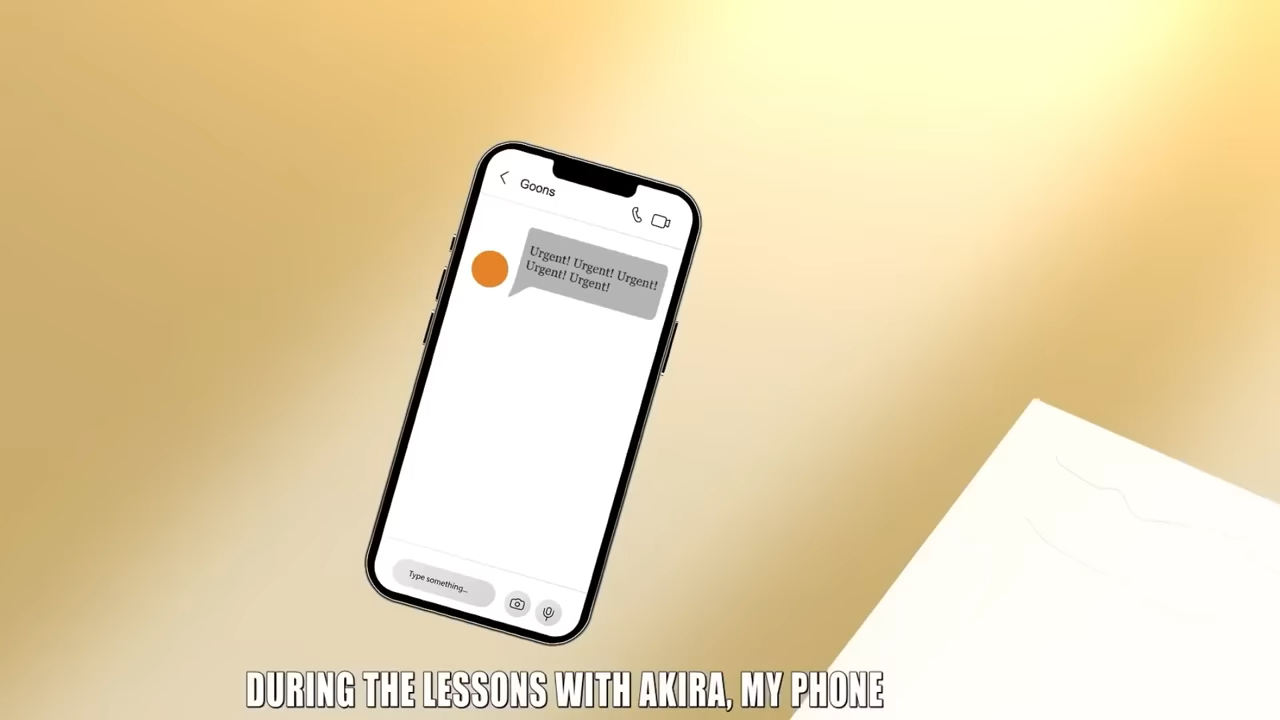 Goons
Urgent! Urgent! Urgent!
Urgent! Urgent!
Type something...
DURING THE LESSONS WITH AKIRA, MY PHONE